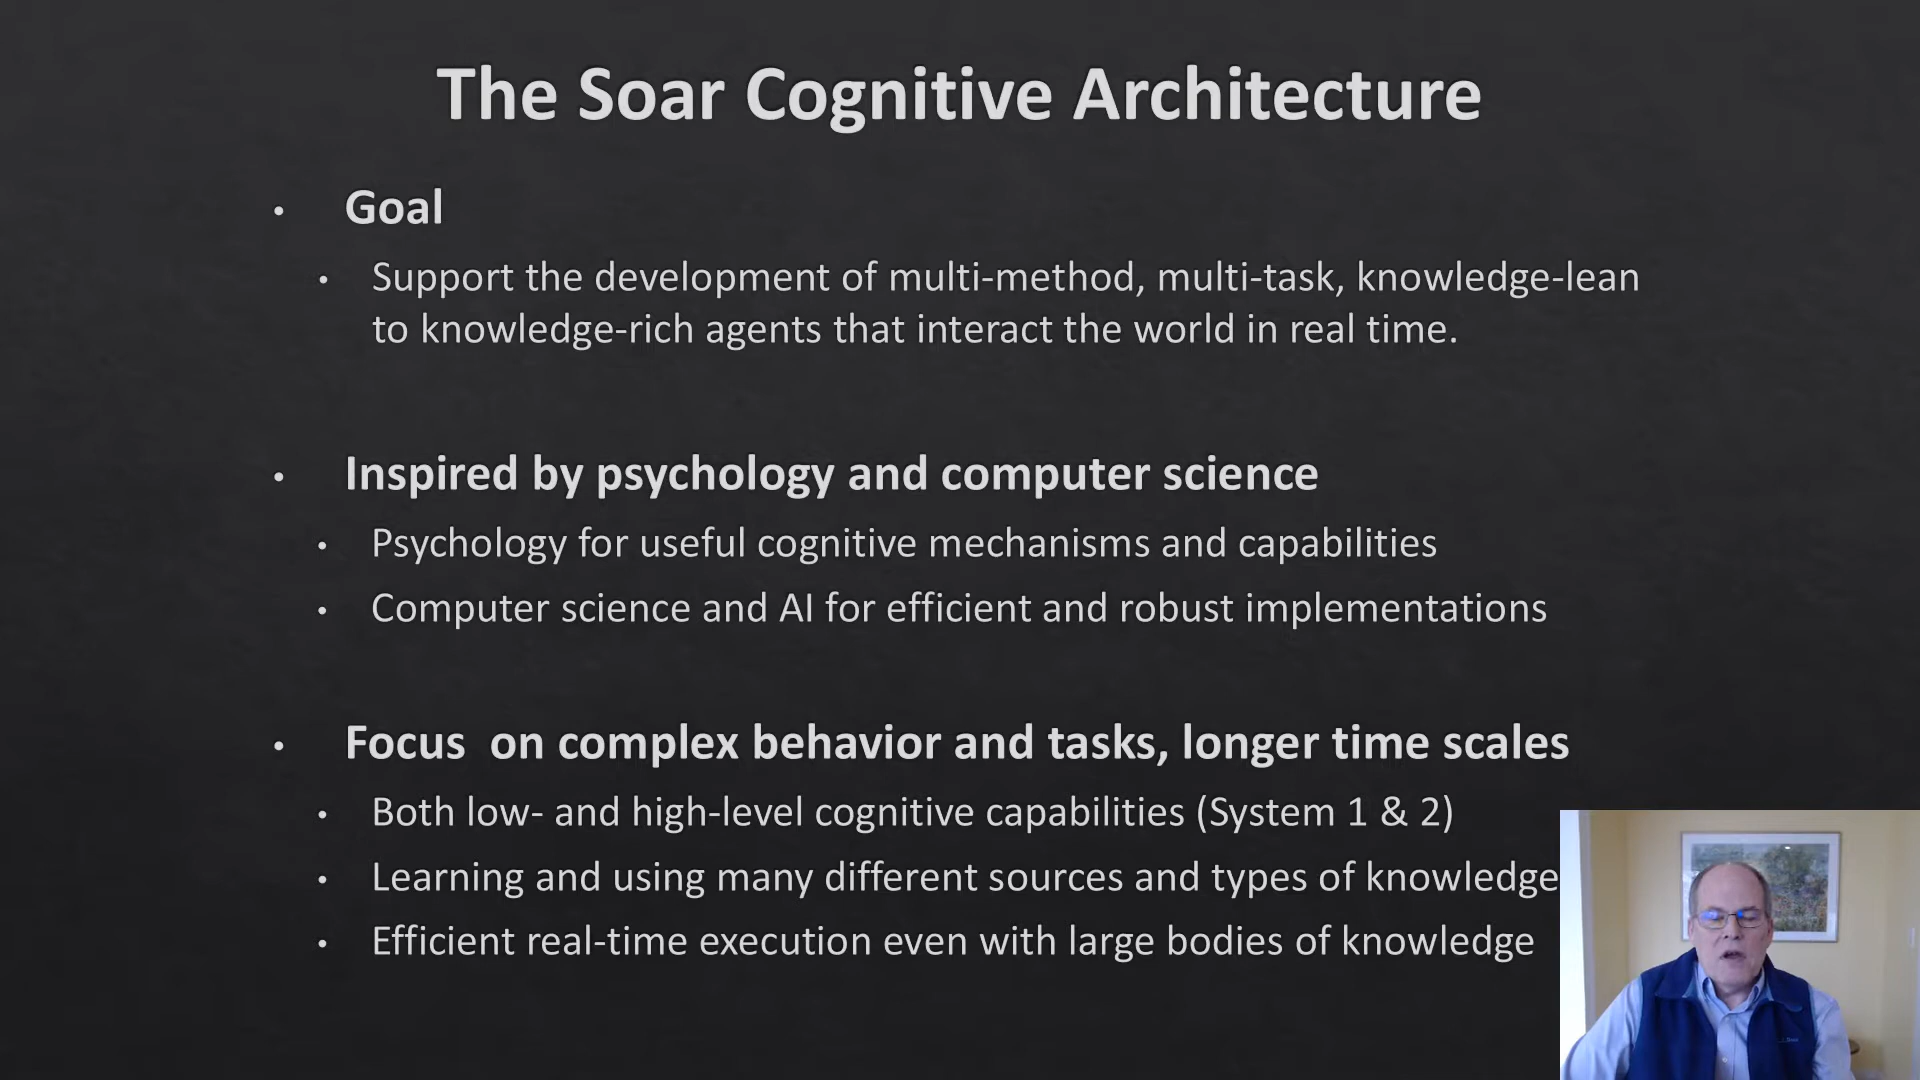 The Soar Cognitive Architecture
• Goal
• Support the development of multi-method, multi-task, knowledge-lean
to knowledge-rich agents that interact the world in real time.
• Inspired by psychology and computer science
• Psychology for useful cognitive mechanisms and capabilities
• Computer science and AI for efficient and robust implementations
• Focus  on complex behavior and tasks, longer time scales
• Both low- and high-level cognitive capabilities (System 1 & 2)
• Learning and using many different sources and types of knowledge
• Efficient real-time execution even with large bodies of knowledge